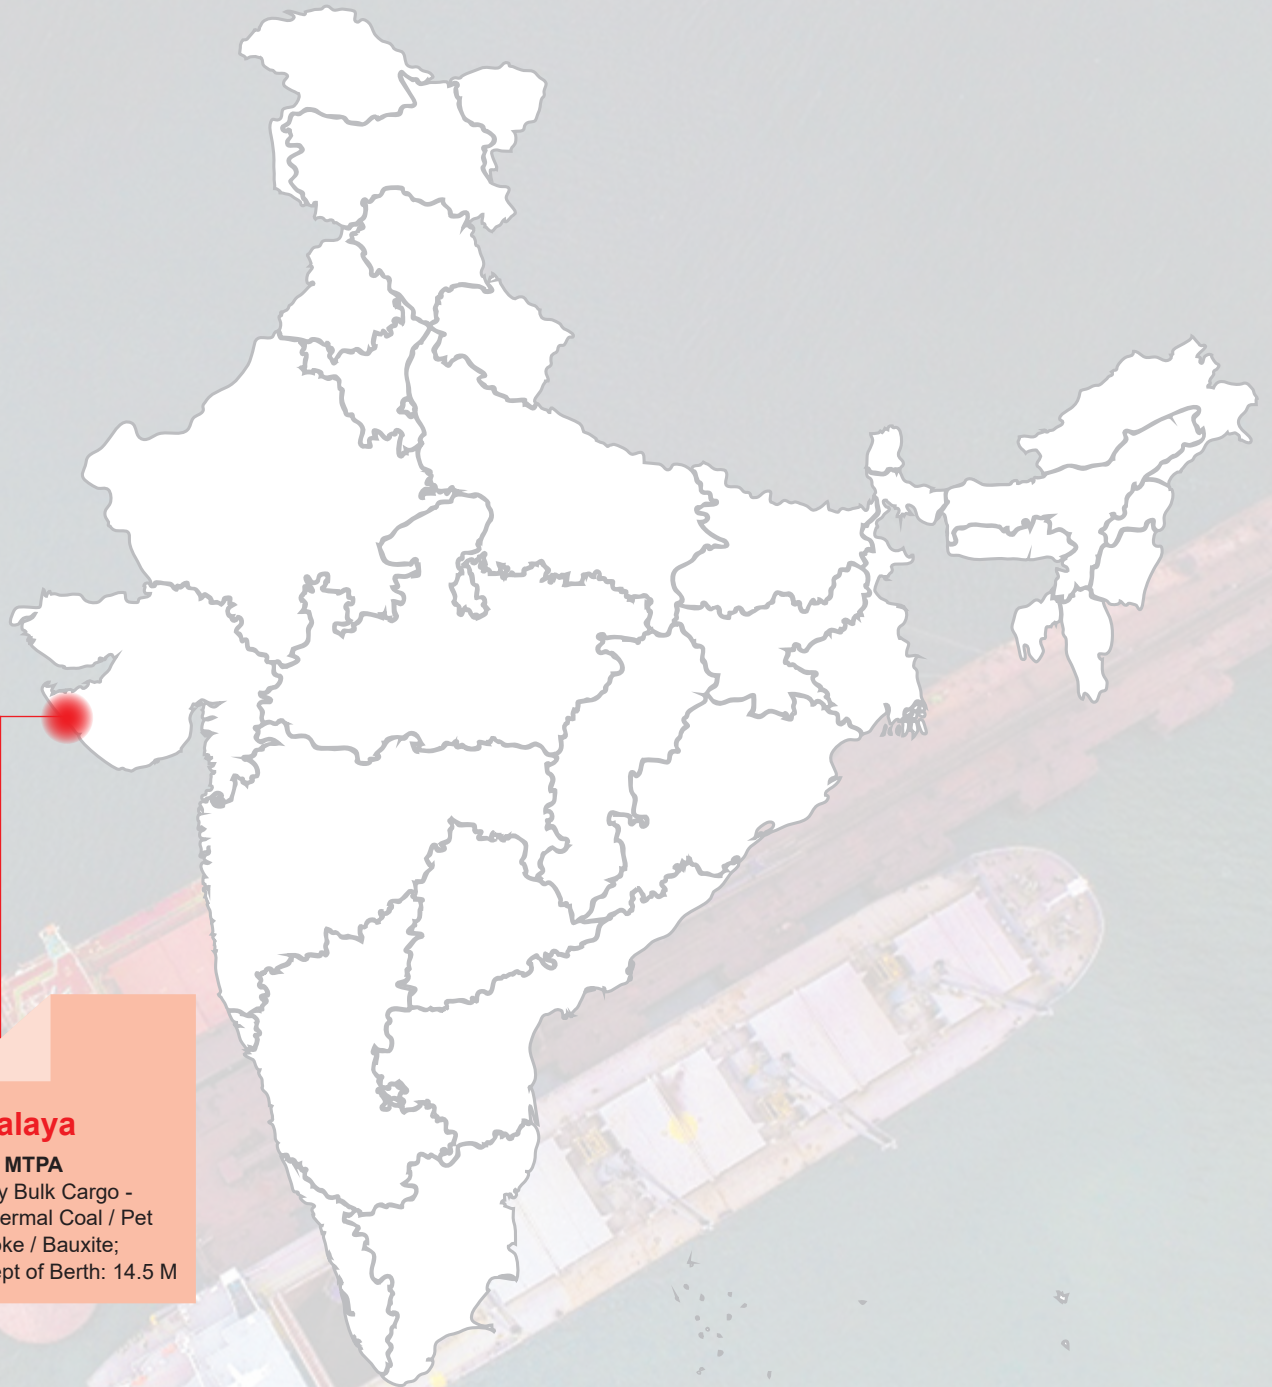 alaya
MTPA
y Bulk Cargo -
ermal Coal / Pet
oke / Bauxite;
ept of Berth: 14.5 M